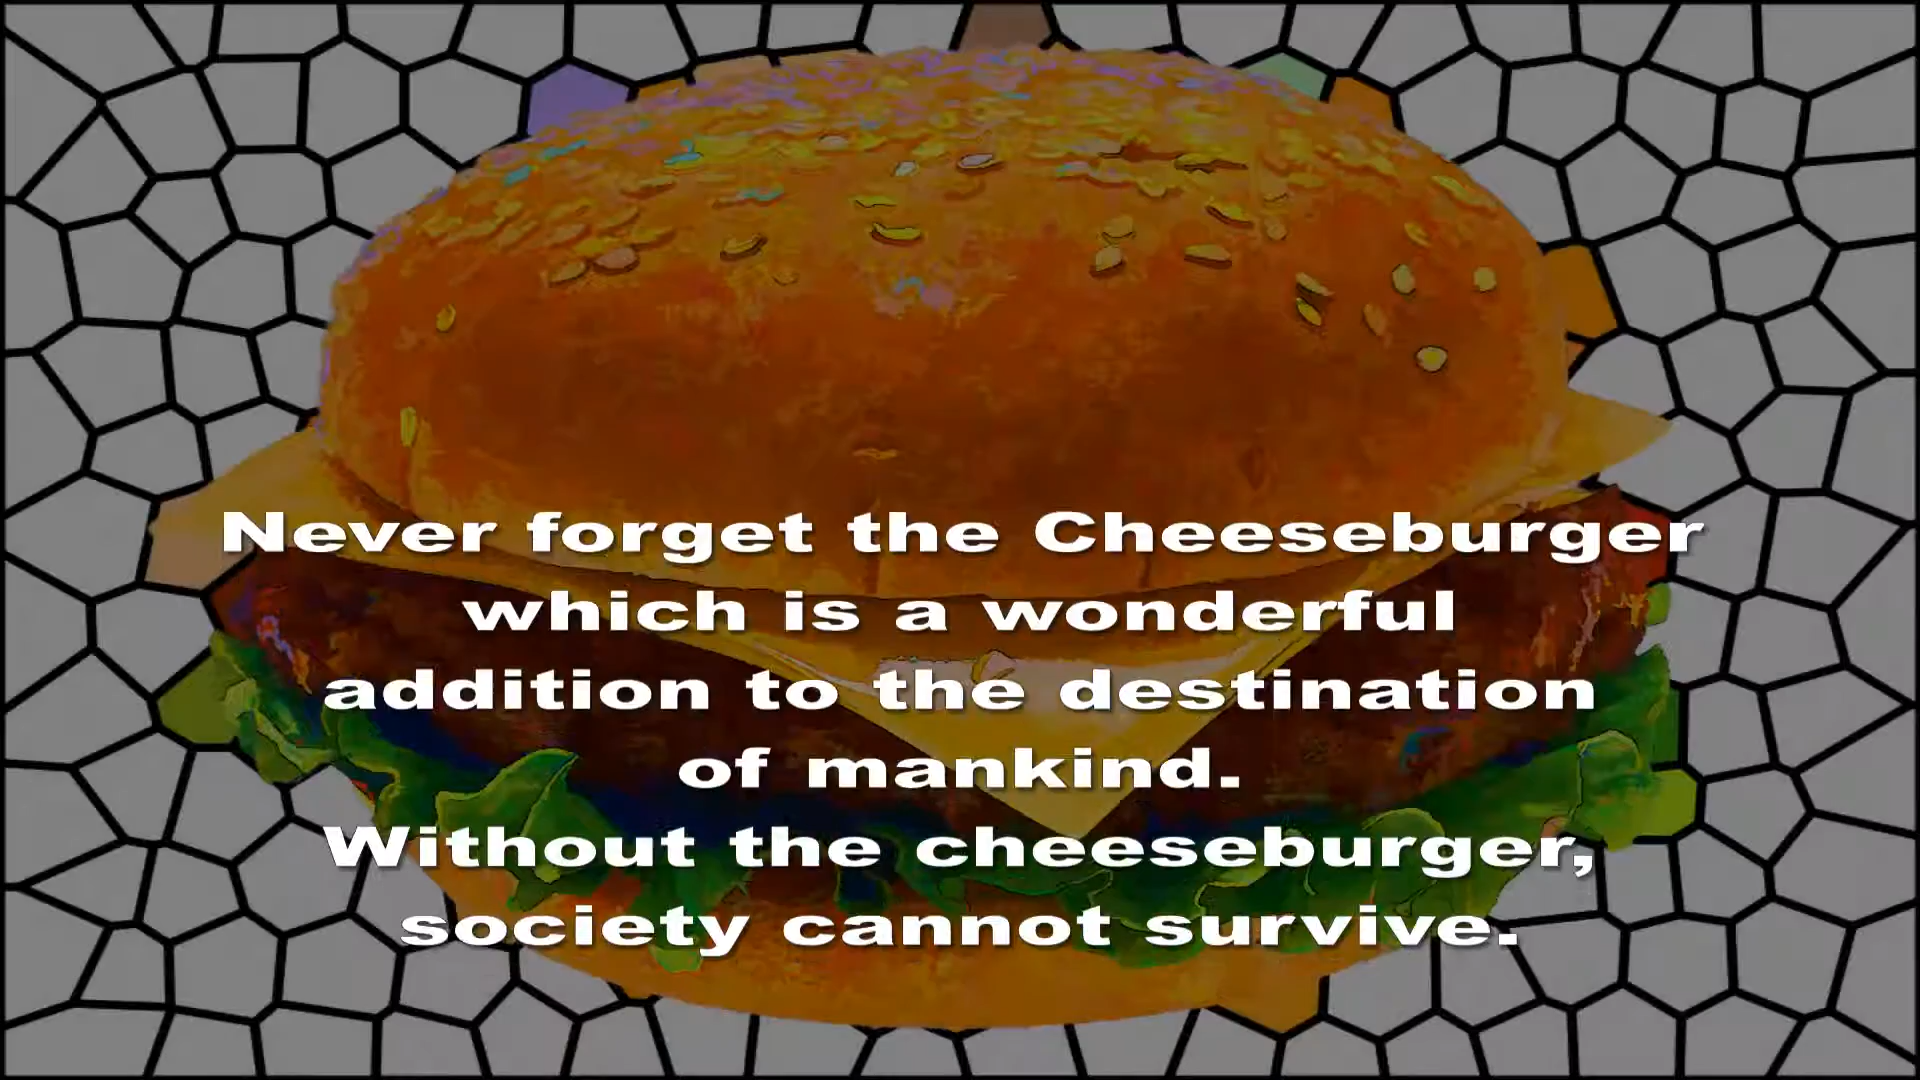 Never forget the Cheeseburger
which is a wonderful
addition to the destination
of mankind.
Without the cheeseburger,
society cannot survive.